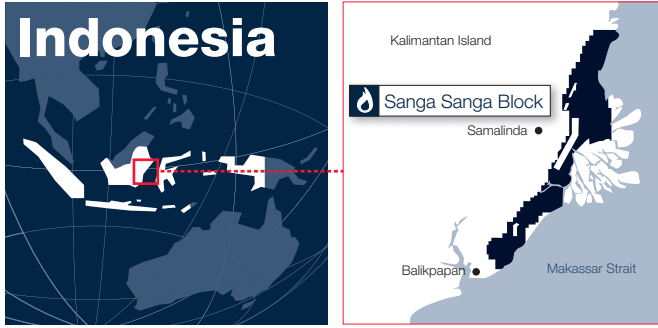 Indonesia
Kalimantan Island
Sanga Sanga Block
Samalinda
Balikpapan
Makassar Strait